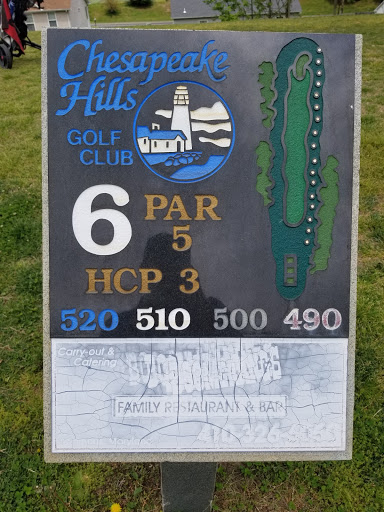 Chesapeake
Hills
GOLF
CLUB
6
PAR
5
HCP 3
520 510 500 490
Carry-out &
Catering
FAMILY RESTAURANT & BAR